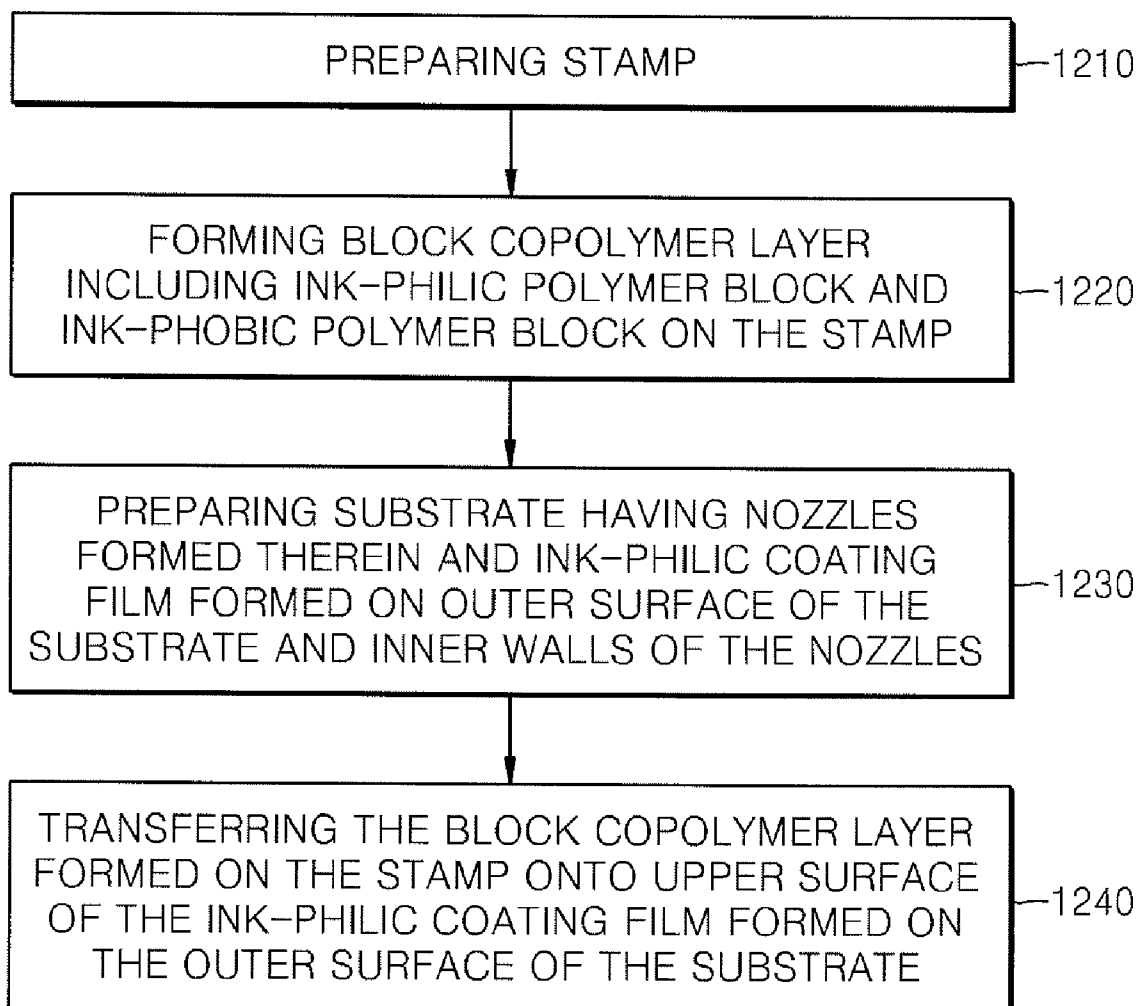 PREPARING STAMP
1210
FORMING BLOCK COPOLYMER LAYER
INCLUDING INK-PHILIC POLYMER BLOCK AND
INK-PHOBIC POLYMER BLOCK ON THE STAMP
1220
PREPARING SUBSTRATE HAVING NOZZLES
FORMED THEREIN AND INK-PHILIC COATING
FILM FORMED ON OUTER SURFACE OF THE
SUBSTRATE AND INNER WALLS OF THE NOZZLES
1230
TRANSFERRING THE BLOCK COPOLYMER LAYER
FORMED ON THE STAMP ONTO UPPER SURFACE
OF THE INK-PHILIC COATING FILM FORMED ON
THE OUTER SURFACE OF THE SUBSTRATE
1240